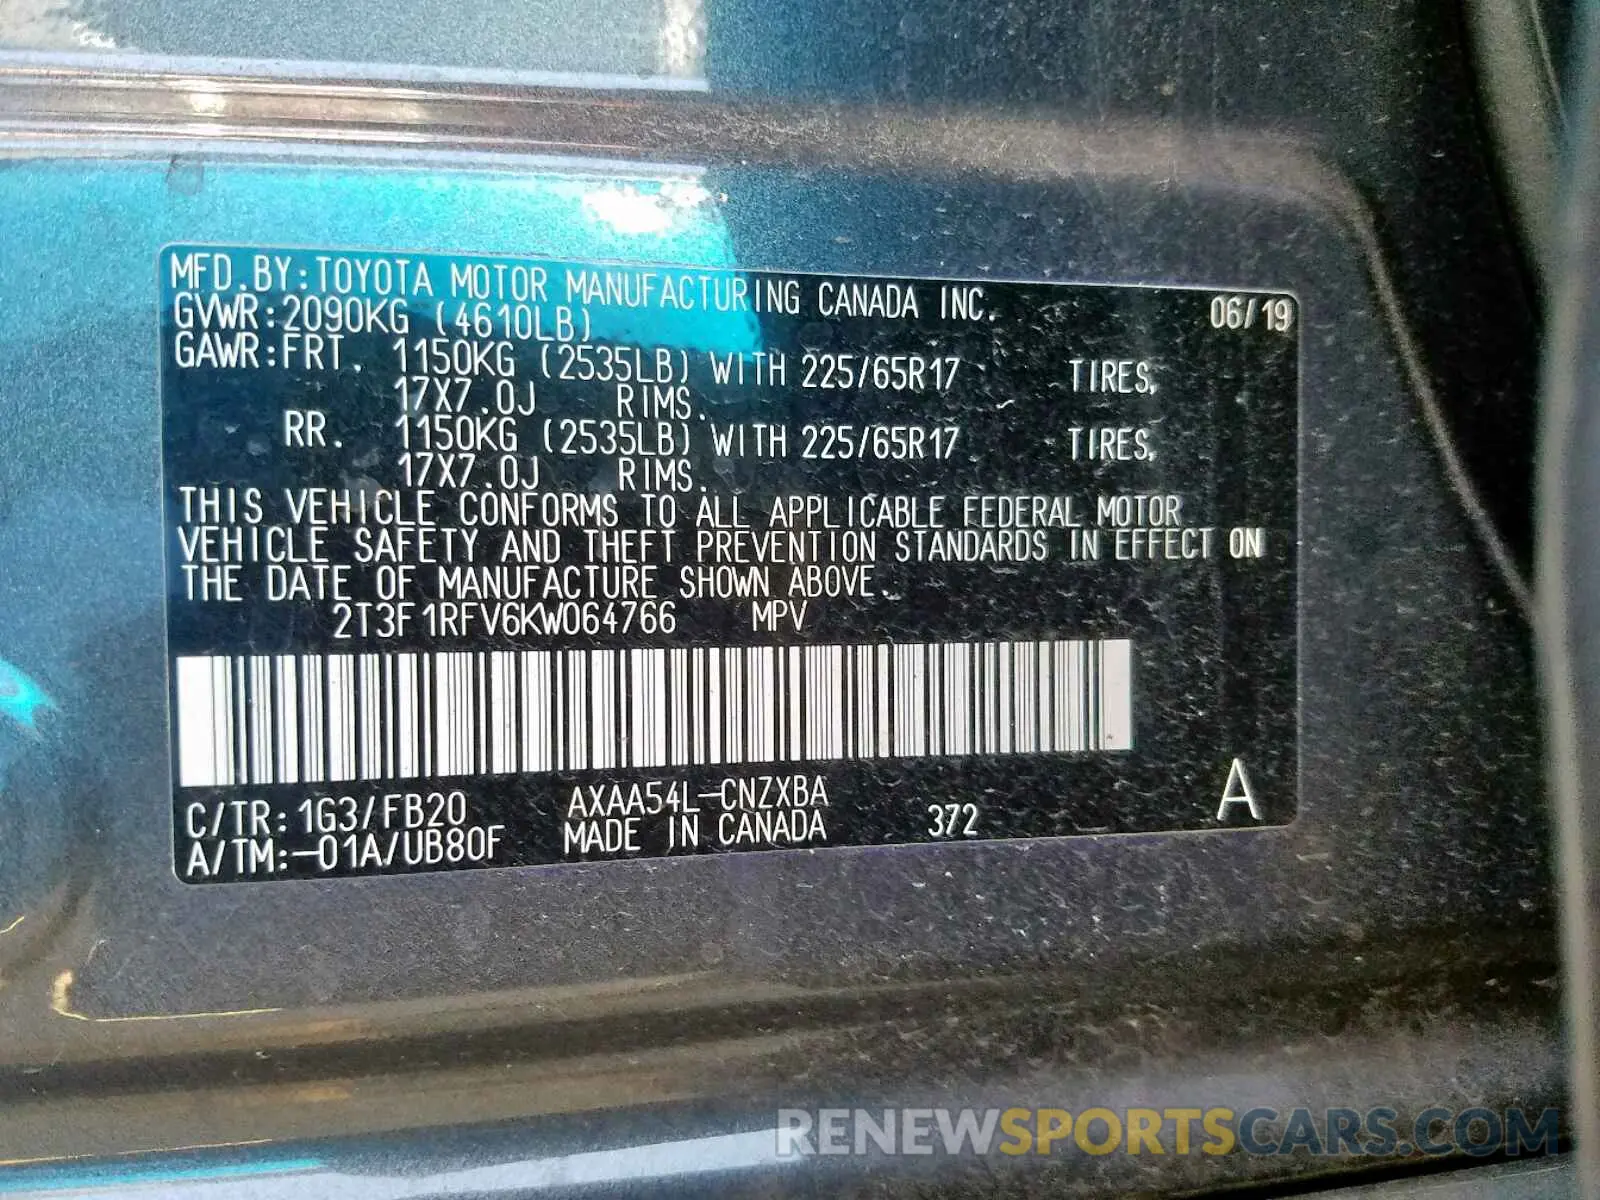 MFD.BY:TOYOTA MOTOR MANUFACTURING CANADA INC. 06/19
GVWR:2090KG (4610LB)
GAWR:FRT. 1150KG (2535LB) WITH 225/65R17 TIRES,
17X7.0J RIMS.
RR. 1150KG (2535LB) WITH 225/65R17 TIRES,
17X7.0J RIMS.
THIS VEHICLE CONFORMS TO ALL APPLICABLE FEDERAL MOTOR
VEHICLE SAFETY AND THEFT PREVENTION STANDARDS IN EFFECT ON
THE DATE OF MANUFACTURE SHOWN ABOVE.
2T3F1RFV6KW064766 MPV
C/TR:1G3/FB20 AXAA54L-CNZXBA
A/TM:-01A/UB80F MADE IN CANADA 372 A
RENEWSPORTSCARS.COM